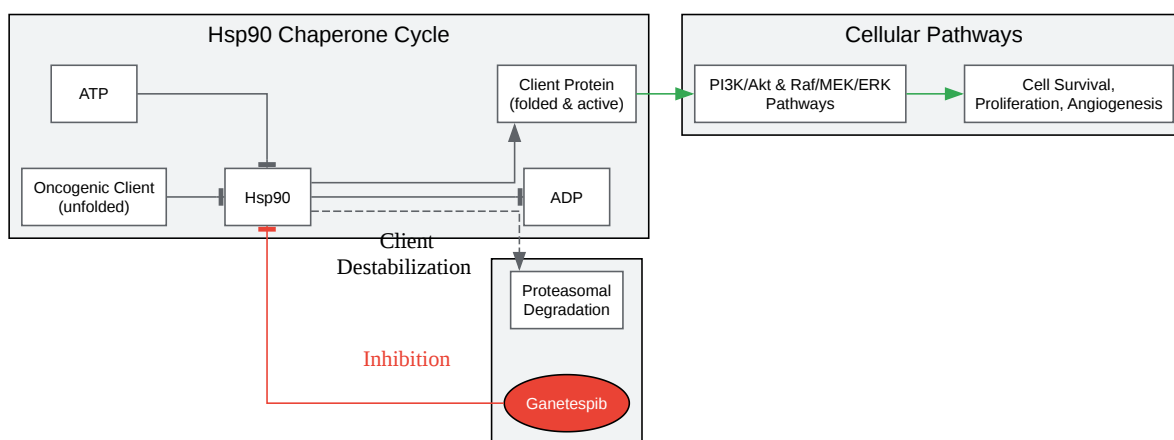 Hsp90 Chaperone Cycle
Cellular Pathways
ATP
Client Protein
(folded & active)
PI3K/Akt & Raf/MEK/ERK
Pathways
Cell Survival,
Proliferation, Angiogenesis
Oncogenic Client
(unfolded)
Hsp90
ADP
Client
Destabilization
Proteasomal
Degradation
Inhibition
Ganetespib